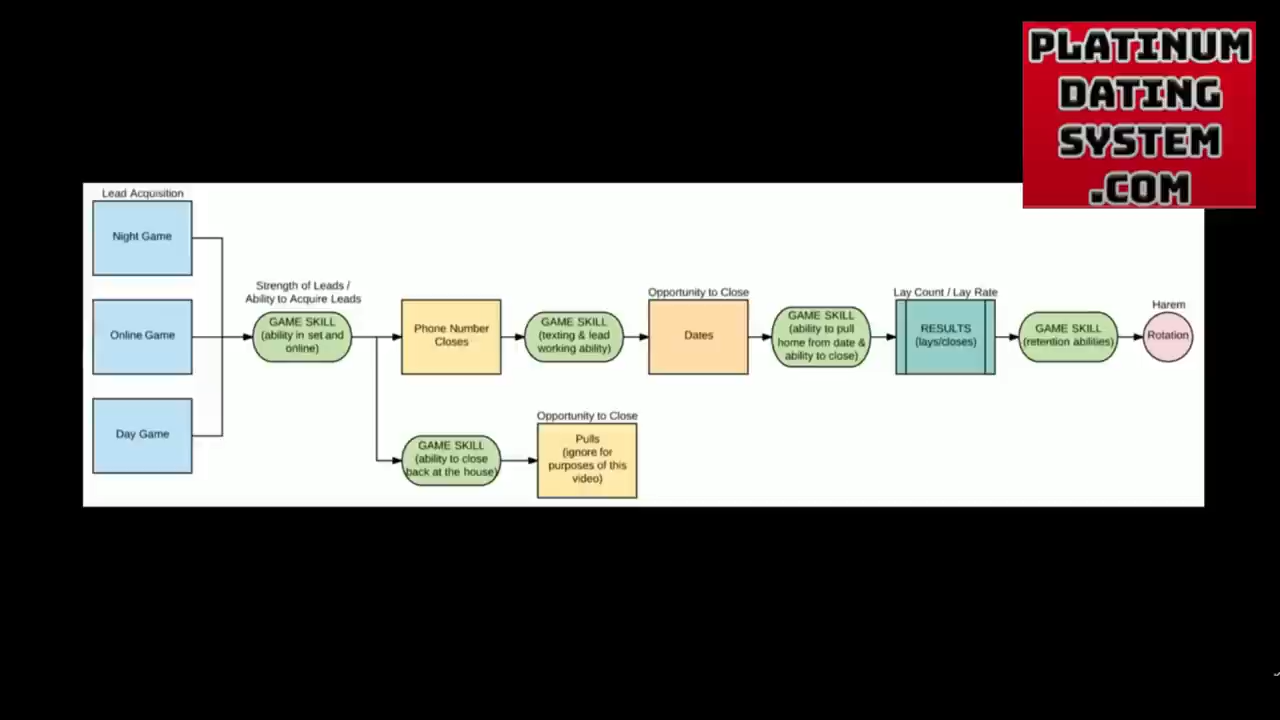 PLATINUM
DATING
SYSTEM
.COM
Lead Acquisition
Night Game
Online Game
Day Game
Strength of Leads /
Ability to Acquire Leads
GAME SKILL
(ability in set and
online)
Phone Number
Closes
GAME SKILL
(texting & lead
working ability)
Opportunity to Close
Dates
GAME SKILL
(ability to pull
home from date &
ability to close)
Lay Count / Lay Rate
RESULTS
(lays/closes)
GAME SKILL
(retention abilities)
Harem
Rotation
GAME SKILL
(ability to close
back at the house)
Opportunity to Close
Pulls
(ignore for
purposes of this
video)